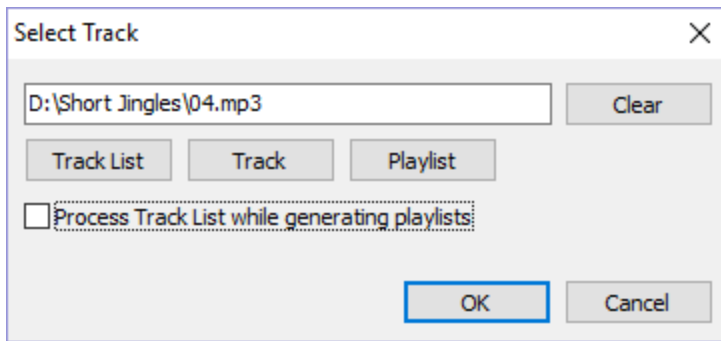 Select Track
D:\Short Jingles\04.mp3
Clear
Track List
Track
Playlist
Process Track List while generating playlists
OK
Cancel